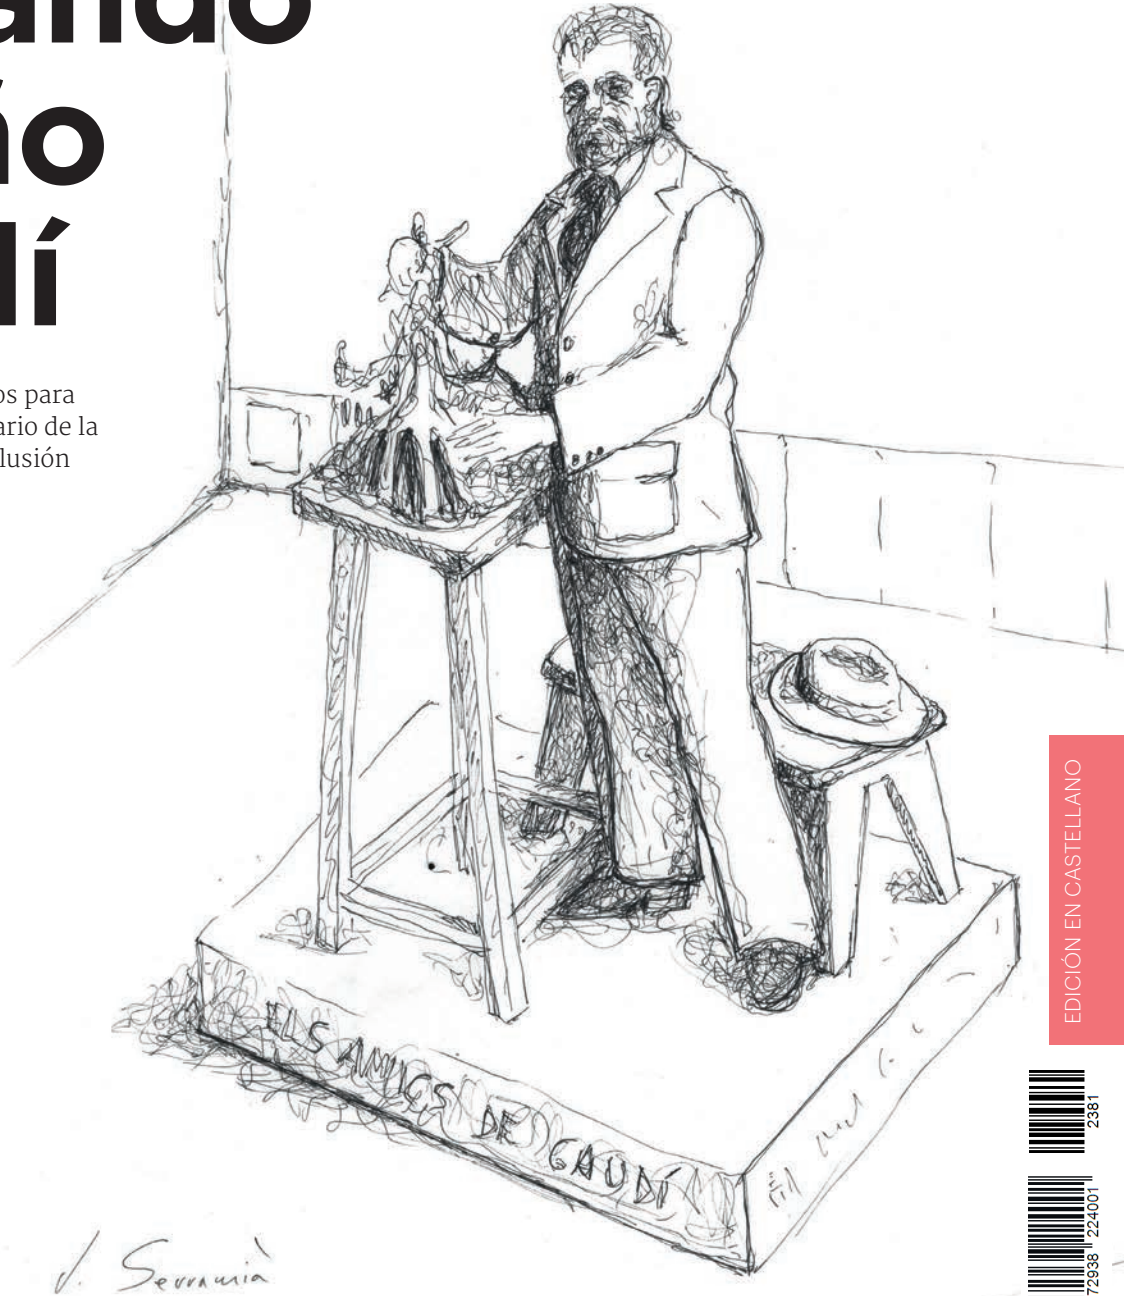 ando
ño
lí
os para
ario de la
lusión
EDICIÓN EN CASTELLANO
ELS AMICS DE GAUDÍ
2381
72938 224001
J. Serramià